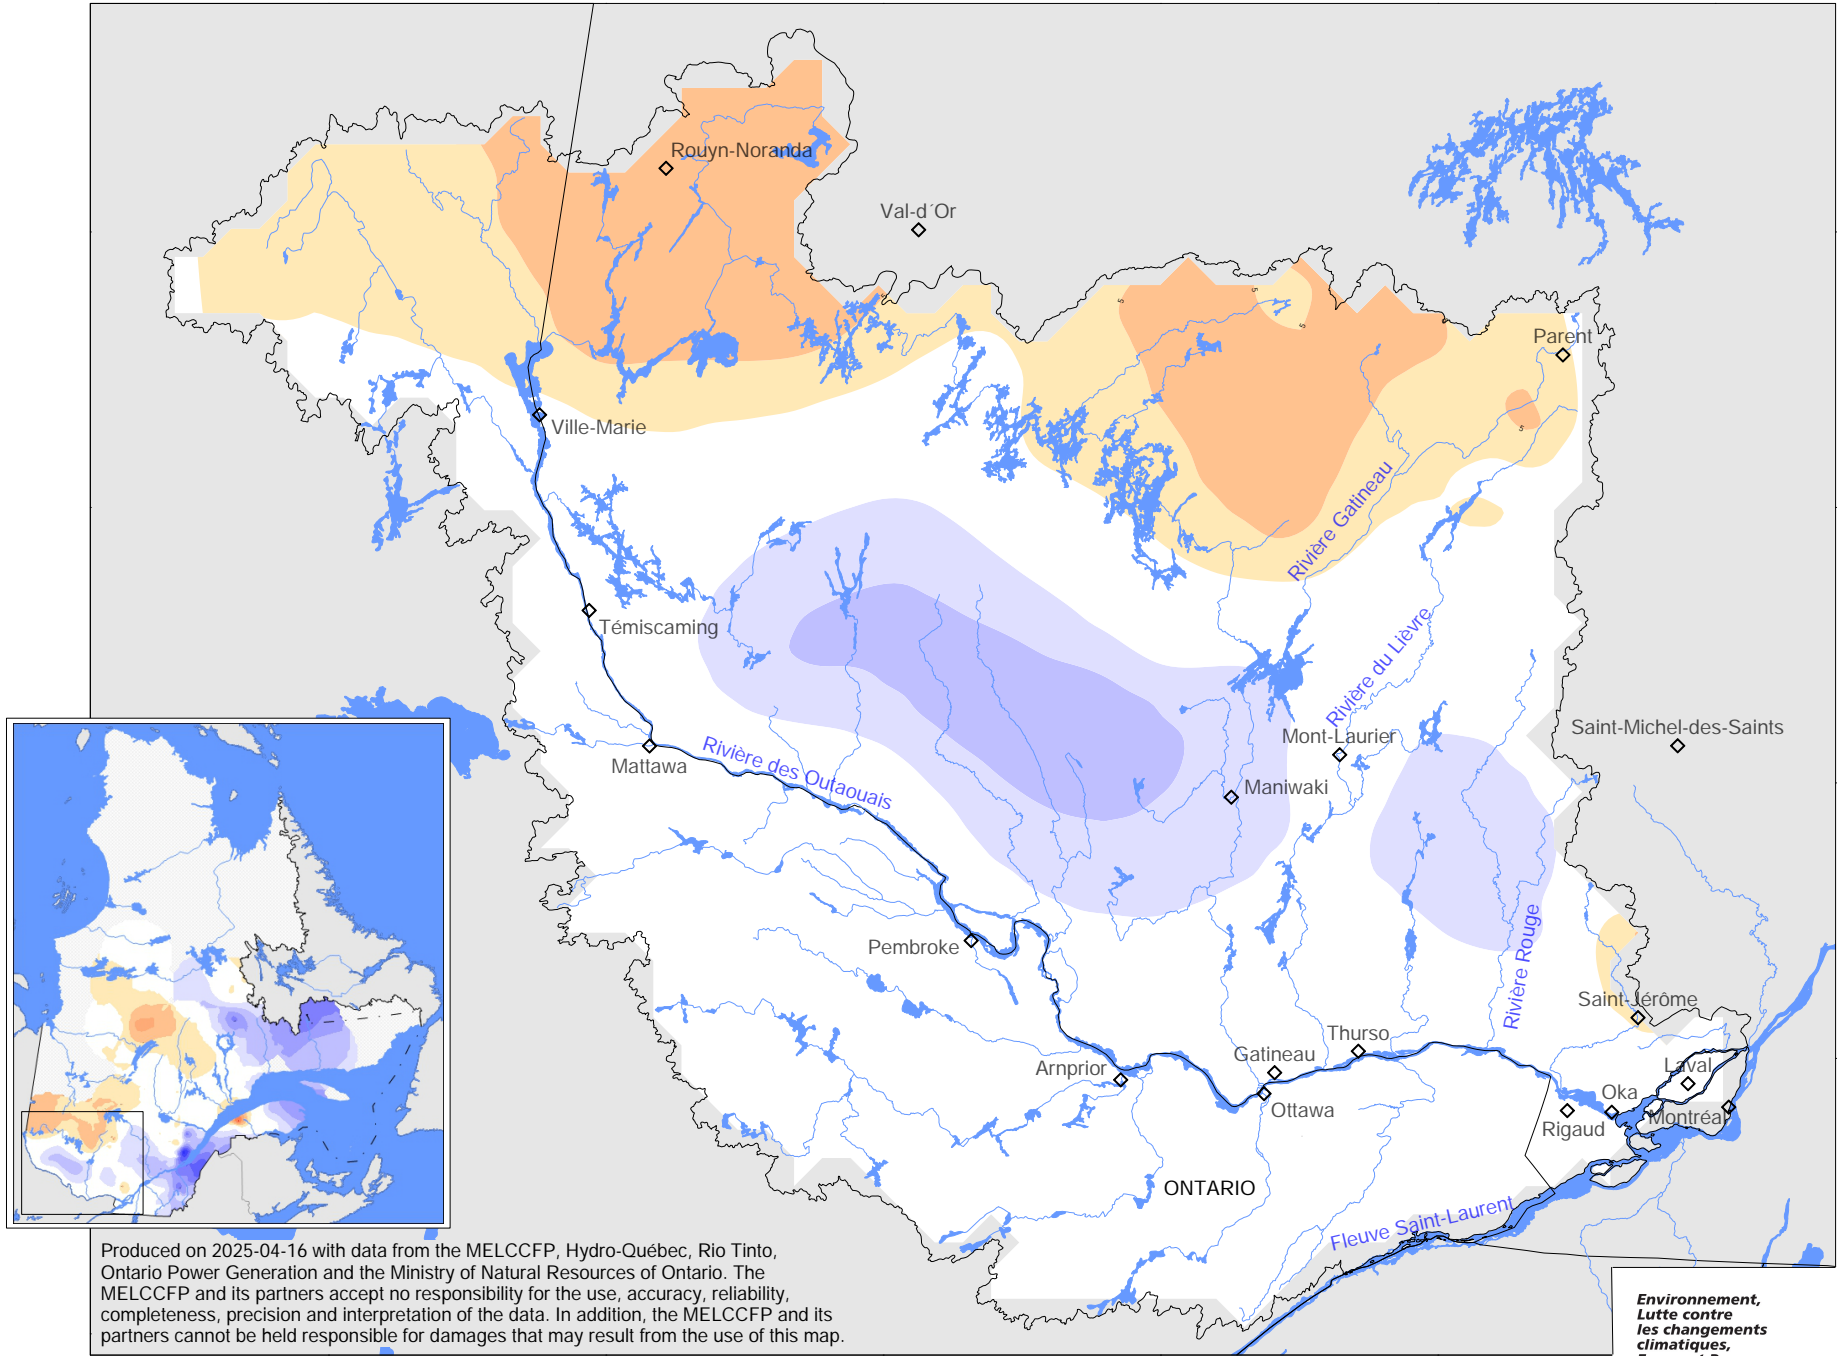 Rouyn-Noranda
Val-d´Or
5
5
5
Parent
Ville-Marie
5
Rivière Gatineau
Témiscaming
Rivière du Lièvre
Saint-Michel-des-Saints
Mont-Laurier
Rivière des Outaouais
Mattawa
Maniwaki
Pembroke
Rivière Rouge
Saint-Jérôme
Thurso
Gatineau
Arnprior
Laval
Oka
Ottawa
Montréal
Rigaud
ONTARIO
Fleuve Saint-Laurent
Produced on 2025-04-16 with data from the MELCCFP, Hydro-Québec, Rio Tinto,
Ontario Power Generation and the Ministry of Natural Resources of Ontario. The
MELCCFP and its partners accept no responsibility for the use, accuracy, reliability,
completeness, precision and interpretation of the data. In addition, the MELCCFP and its
partners cannot be held responsible for damages that may result from the use of this map.
Environnement,
Lutte contre
les changements
climatiques,